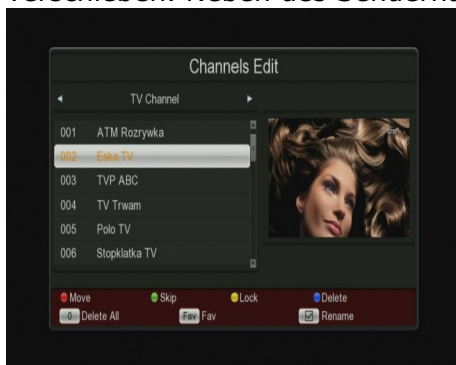 Channels Edit
TV Channel
001 ATM Rozrywka
002 Eska TV
003 TVP ABC
004 TV Trwam
005 Polo TV
006 Stopklatka TV
Move Skip Lock Delete
0 Delete All Fav Fav Rename